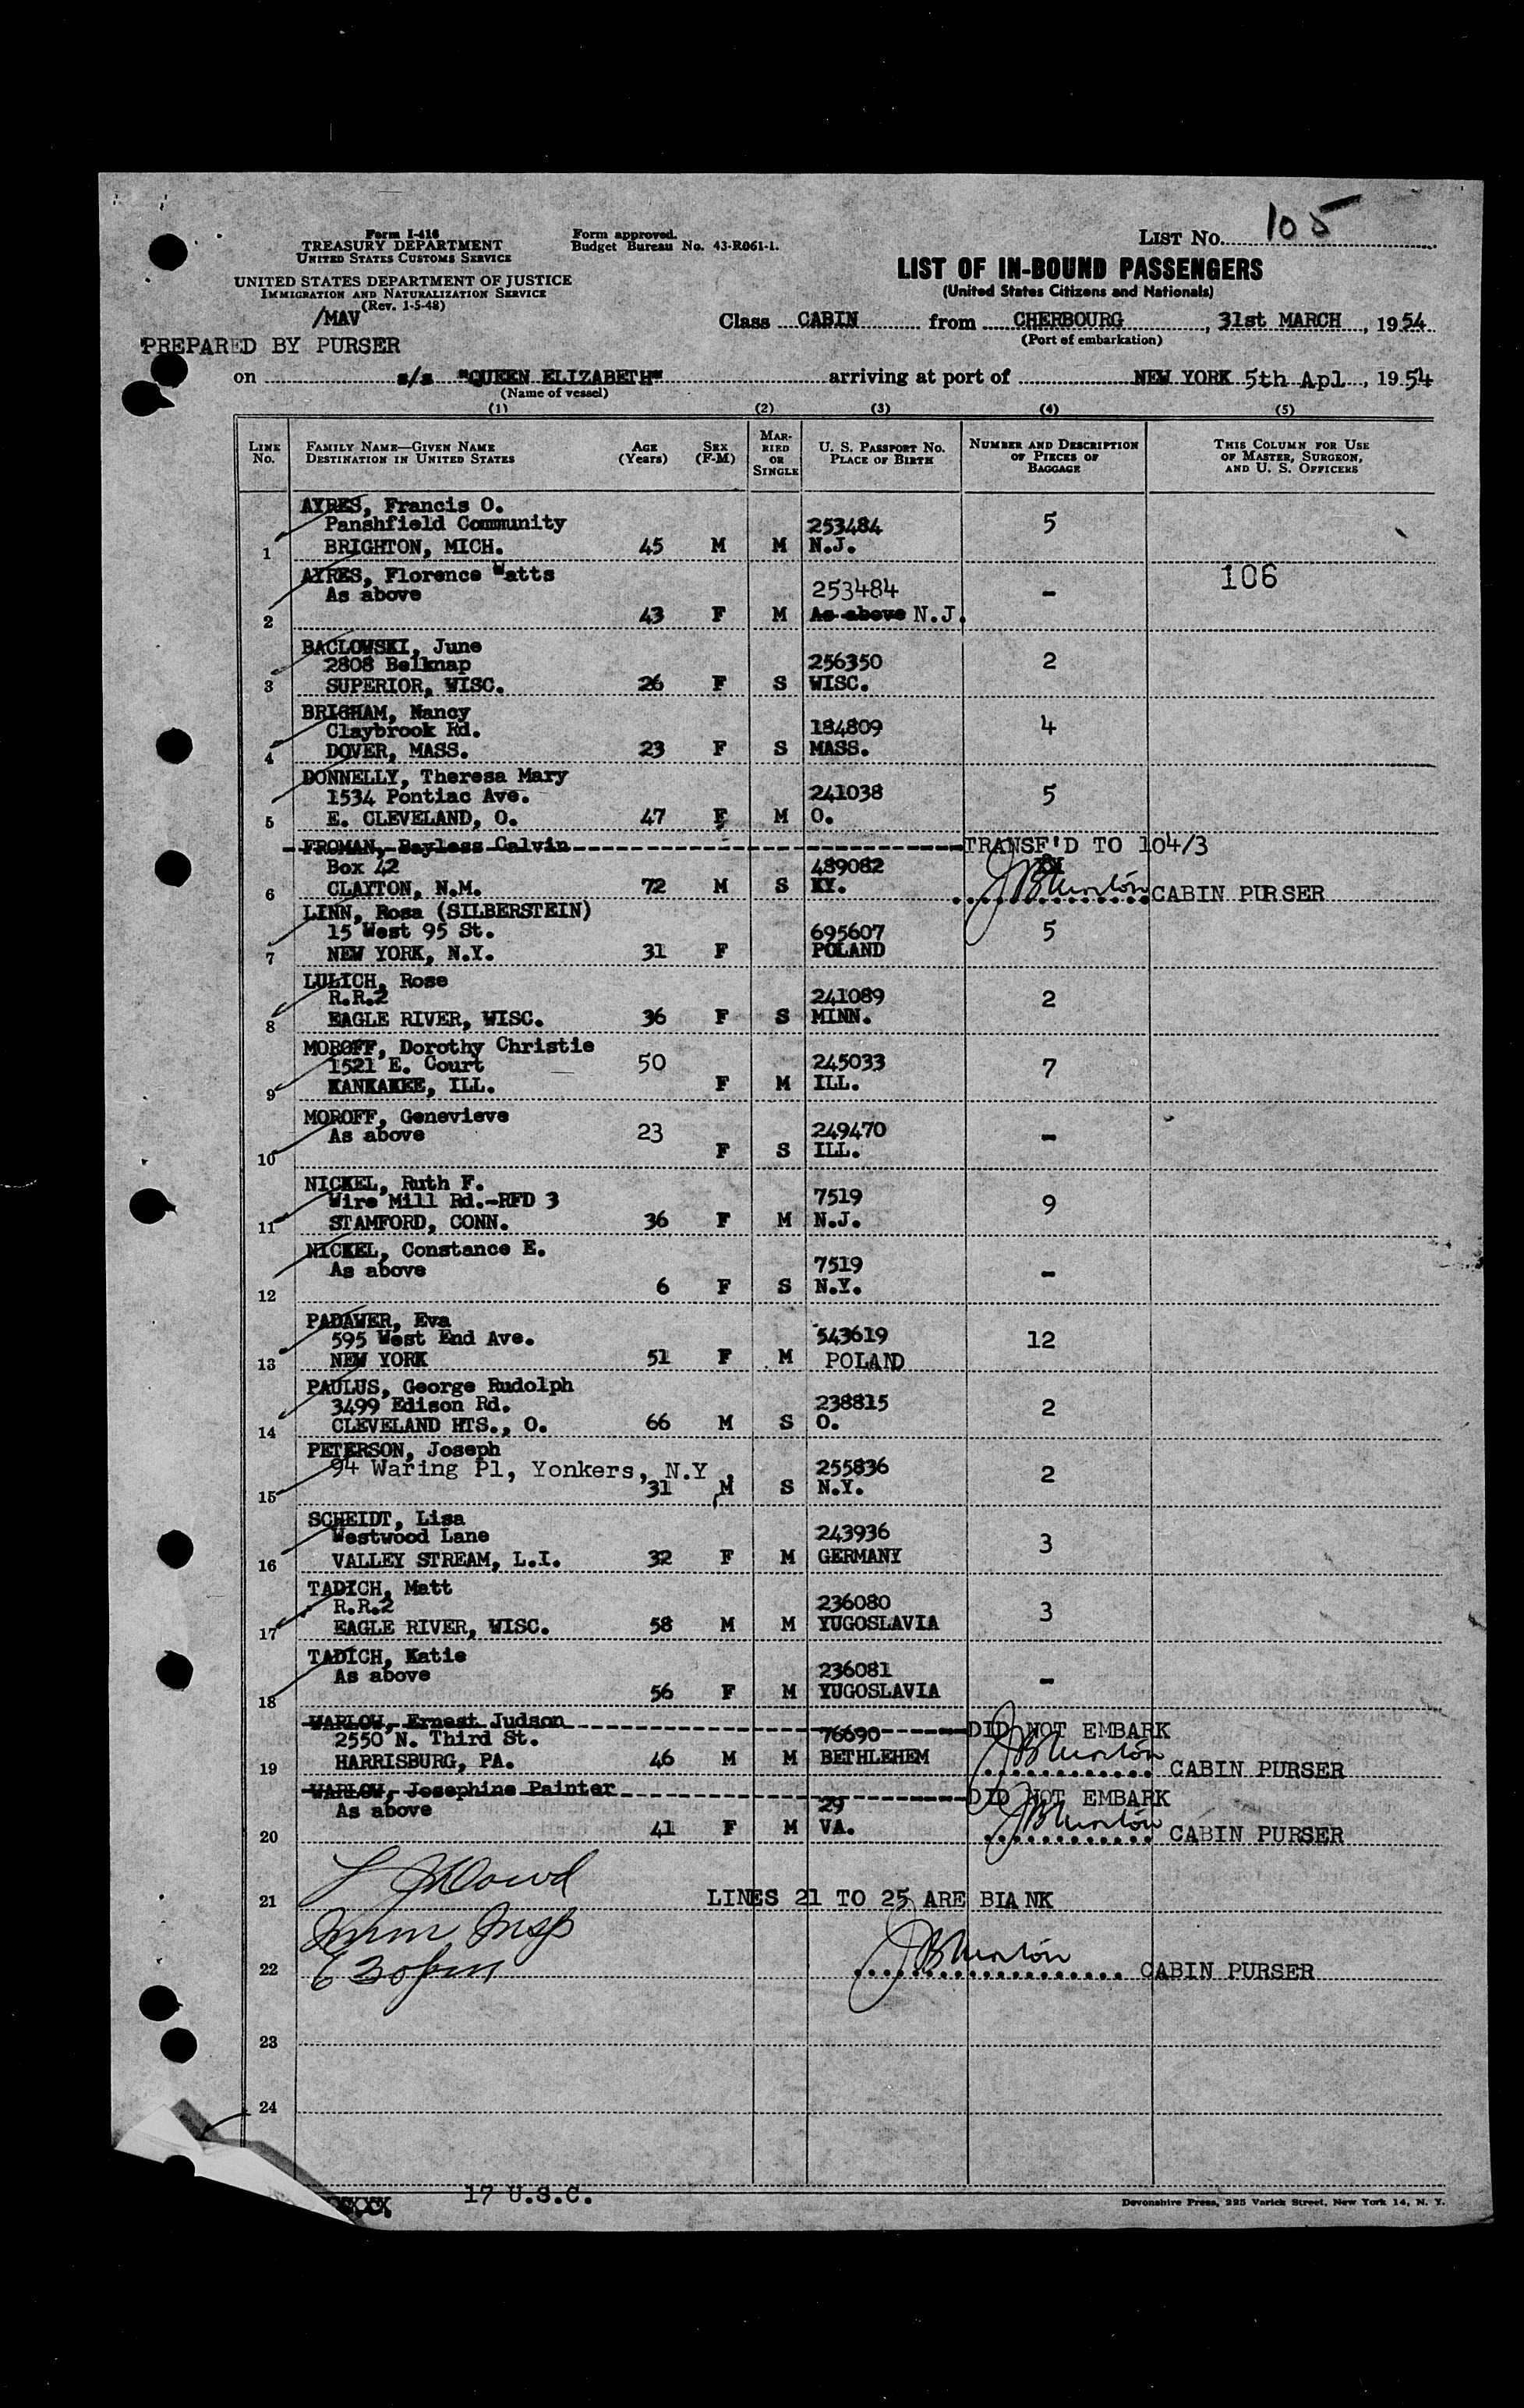 LIST No. 105
Form I-416
TREASURY DEPARTMENT
UNITED STATES CUSTOMS SERVICE
UNITED STATES DEPARTMENT OF JUSTICE
IMMIGRATION AND NATURALIZATION SERVICE
(Rev. 1-5-48)
Form approved.
Budget Bureau No. 43-R061-1.
LIST OF IN-BOUND PASSENGERS
(United States Citizens and Nationals)
/MAV
Class CABIN from CHERBOURG, 31st MARCH, 1954
(Port of embarkation)
PREPARED BY PURSER
on s/s "QUEEN ELIZABETH" arriving at port of NEW YORK 5th Apl, 1954
(Name of vessel)
(1) (2) (3) (4) (5)
LINE No. FAMILY NAME—GIVEN NAME DESTINATION IN UNITED STATES AGE (Years) SEX (F-M) MARRIED OR SINGLE U. S. PASSPORT No. PLACE OF BIRTH NUMBER AND DESCRIPTION OF PIECES OF BAGGAGE THIS COLUMN FOR USE OF MASTER, SURGEON, AND U. S. OFFICERS
AYRES, Francis O.
Panshfield Community 253484 5
1 BRIGHTON, MICH. 45 M M N.J.
AYRES, Florence Watts 106
As above 253484 -
2 43 F M As above N.J.
BACLOWSKI, June
2808 Belknap 256350 2
3 SUPERIOR, WISC. 26 F S WISC.
BRIGHAM, Nancy
Claybrook Rd. 184809 4
4 DOVER, MASS. 23 F S MASS.
DONNELLY, Theresa Mary
1534 Pontiac Ave. 241038 5
5 E. CLEVELAND, O. 47 F M O.
FROMAN, Bayless Calvin TRANSF'D TO 104/3
Box 42 489082
6 CLAYTON, N.M. 72 M S KY. CABIN PURSER
LINN, Rosa (SILBERSTEIN)
15 West 95 St. 695607 5
7 NEW YORK, N.Y. 31 F POLAND
LULICH, Rose
R.R.2 241089 2
8 EAGLE RIVER, WISC. 36 F S MINN.
MOROFF, Dorothy Christie
1521 E. Court 50 245033 7
9 KANKAKEE, ILL. F M ILL.
MOROFF, Genevieve
As above 23 249470 -
10 F S ILL.
NICKEL, Ruth F.
Wire Mill Rd.-RFD 3 7519 9
11 STAMFORD, CONN. 36 F M N.J.
NICKEL, Constance E.
As above 7519 -
12 6 F S N.Y.
PADAWER, Eva
595 West End Ave. 543619 12
13 NEW YORK 51 F M POLAND
PAULUS, George Rudolph
3499 Edison Rd. 238815 2
14 CLEVELAND HTS., O. 66 M S O.
PETERSON, Joseph
94 Waring Pl, Yonkers, N.Y. 255836 2
15 31 M S N.Y.
SCHEIDT, Lisa
Westwood Lane 243936 3
16 VALLEY STREAM, L.I. 32 F M GERMANY
TADICH, Matt
R.R.2 236080 3
17 EAGLE RIVER, WISC. 58 M M YUGOSLAVIA
TADICH, Katie
As above 236081 -
18 56 F M YUGOSLAVIA
WARLOW, Ernest Judson DID NOT EMBARK
2550 N. Third St. 76690
19 HARRISBURG, PA. 46 M M BETHLEHEM CABIN PURSER
WARLOW, Josephine Painter DID NOT EMBARK
As above 29
20 41 F M VA. CABIN PURSER
21 LINES 21 TO 25 ARE BLANK
Imm Insp
22 630pm CABIN PURSER
23
24
XXXX 17 U.S.C.
Devonshire Press, 225 Varick Street, New York 14, N. Y.